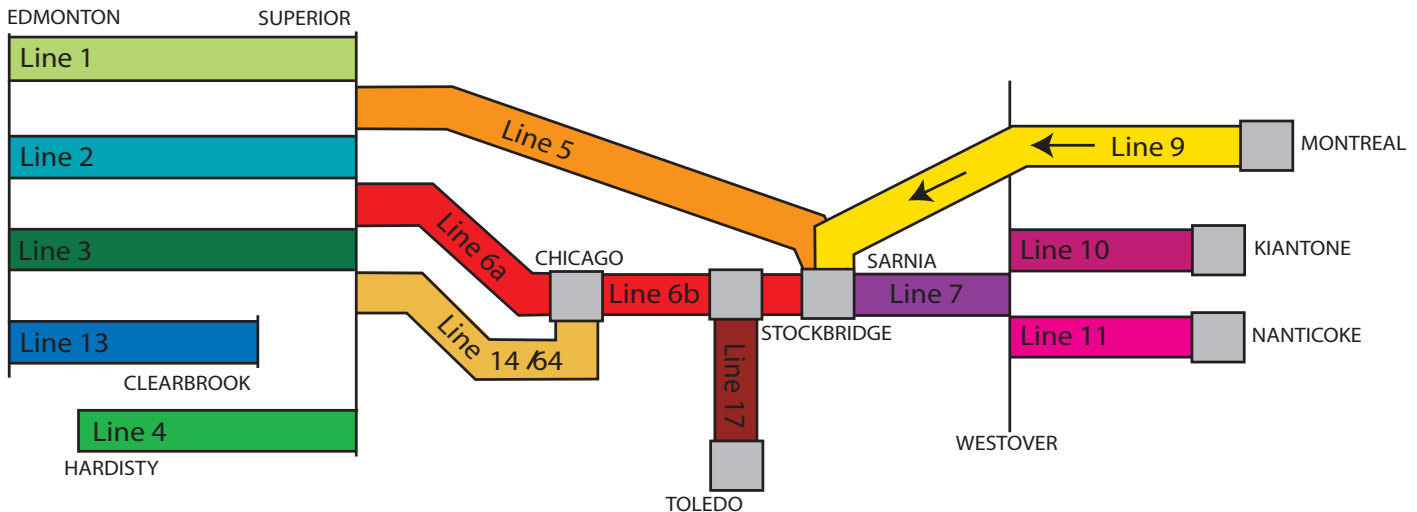 EDMONTON
SUPERIOR
Line 1
Line 5
Line 9
MONTREAL
Line 2
Line 6a
CHICAGO
SARNIA
Line 10
KIANTONE
Line 3
Line 6b
Line 7
STOCKBRIDGE
Line 11
NANTICOKE
Line 13
CLEARBROOK
Line 14 /64
Line 17
Line 4
HARDISTY
WESTOVER
TOLEDO